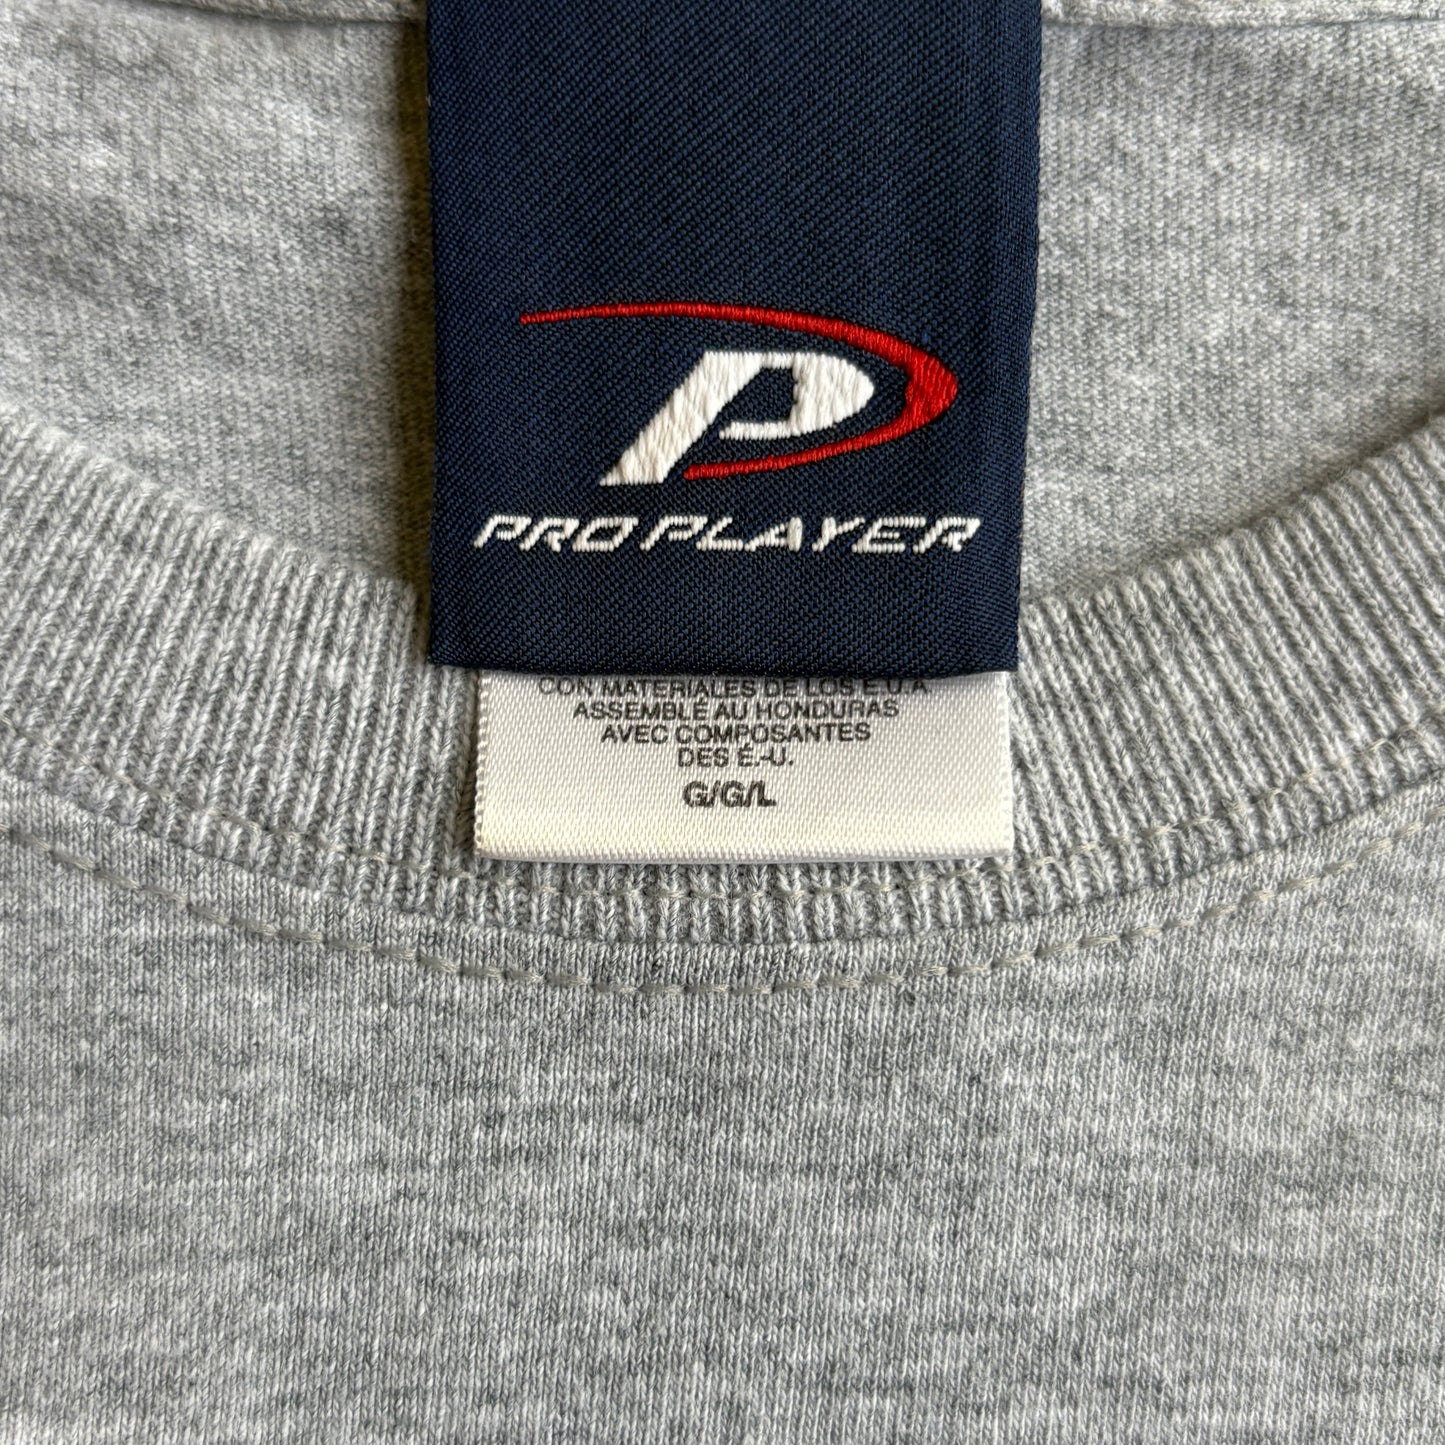 PRO PLAYER
CON MATERIALES DE LOS E.U.A
ASSEMBLÉ AU HONDURAS
AVEC COMPOSANTES
DES É.-U.
G/G/L